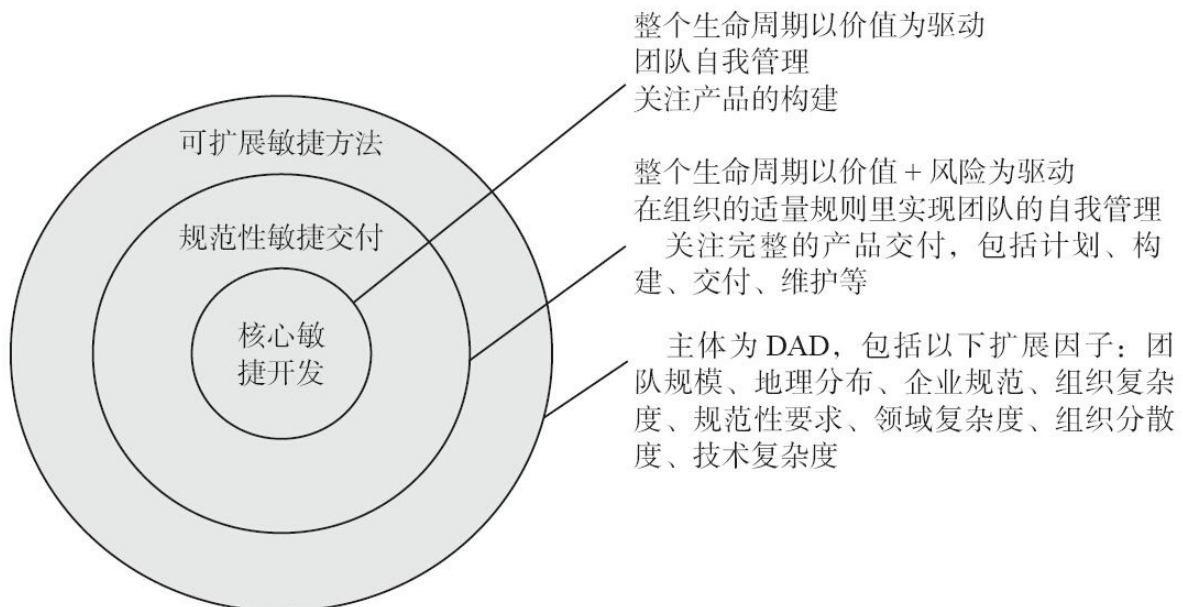 整个生命周期以价值为驱动
团队自我管理
关注产品的构建
可扩展敏捷方法
整个生命周期以价值+风险为驱动
在组织的适量规则里实现团队的自我管理
关注完整的产品交付，包括计划、构
建、交付、维护等
规范性敏捷交付
核心敏
捷开发
主体为 DAD，包括以下扩展因子：团
队规模、地理分布、企业规范、组织复杂
度、规范性要求、领域复杂度、组织分散
度、技术复杂度